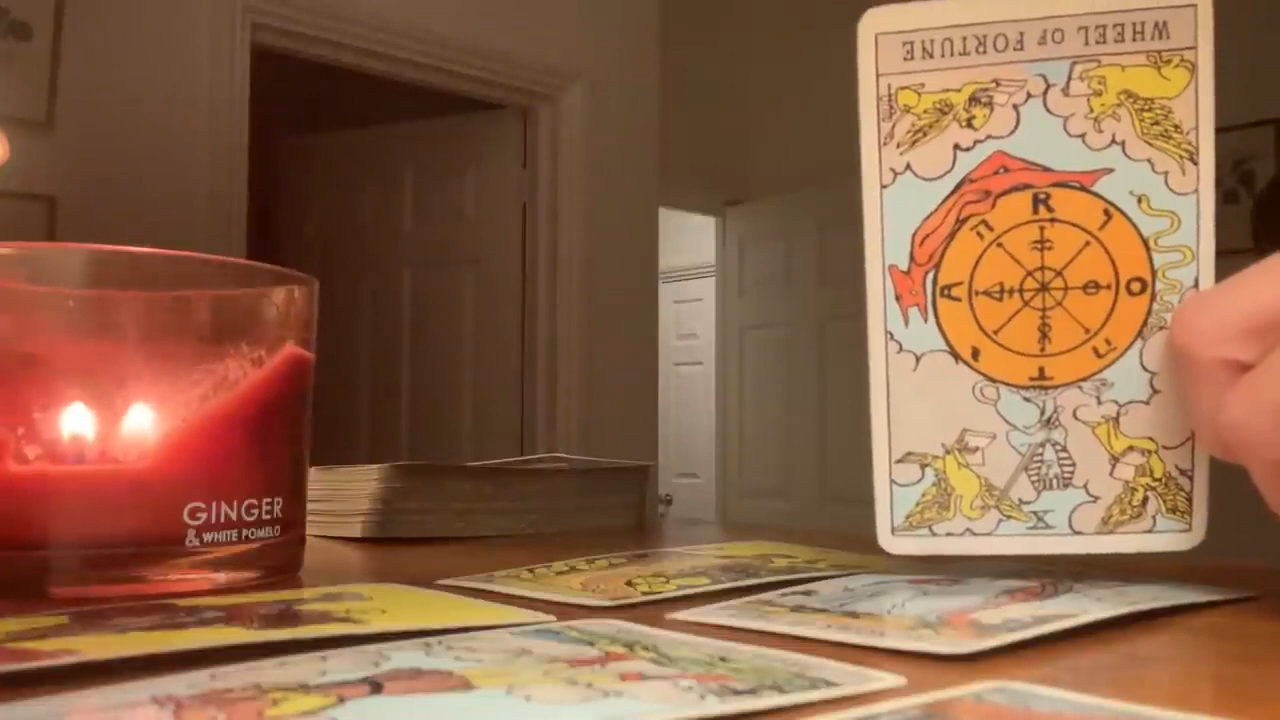 GINGER
& WHITE POMELO
WHEEL OF FORTUNE
R
O
T
A
X